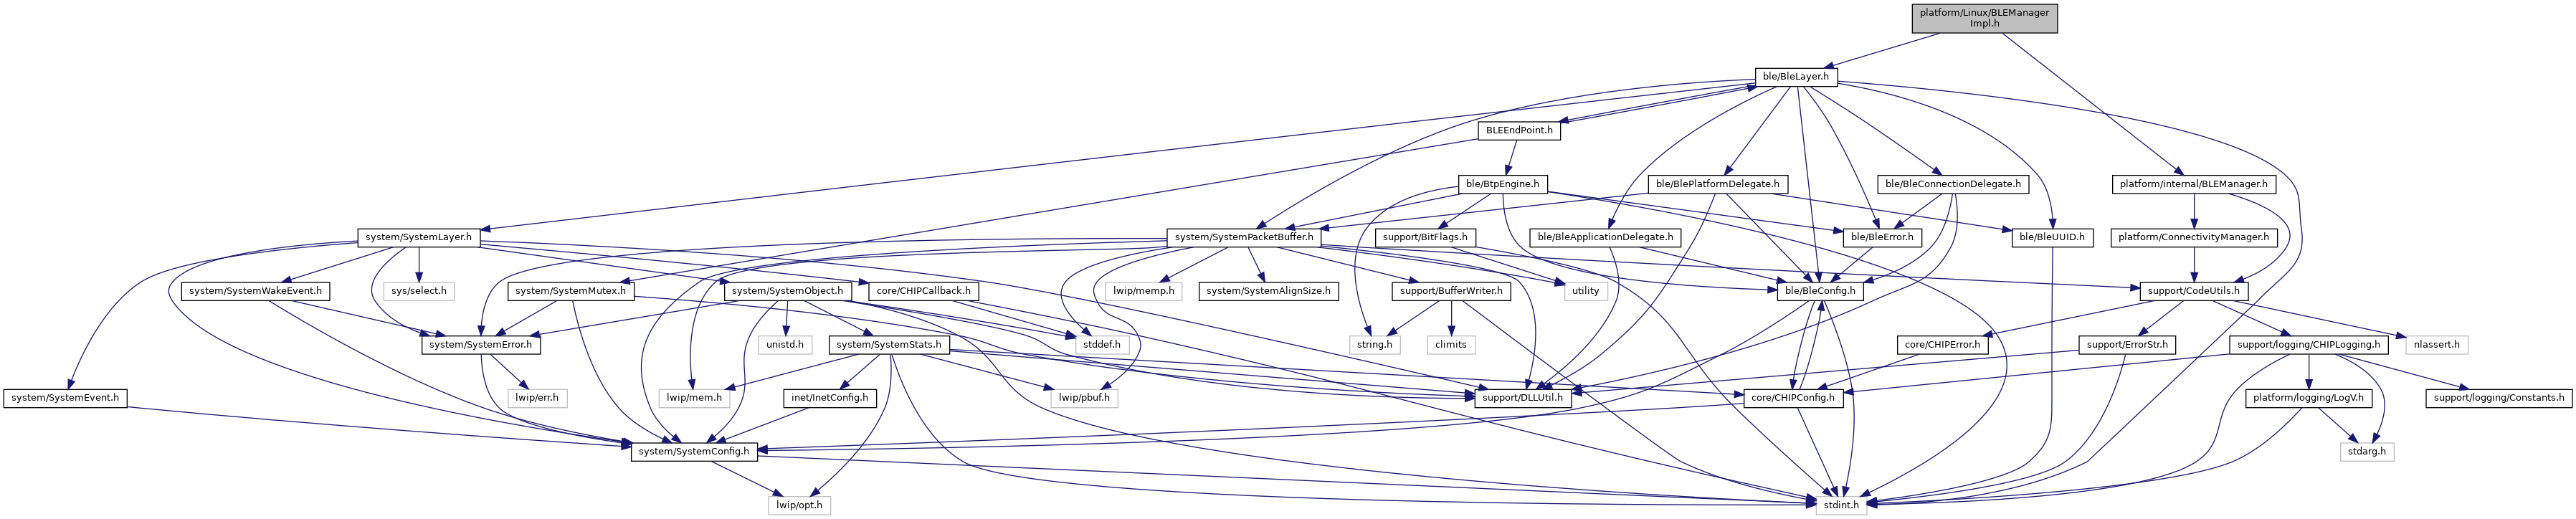 platform/Linux/BLEManager
Impl.h
ble/BleLayer.h
BLEEndPoint.h
ble/BtpEngine.h
ble/BlePlatformDelegate.h
ble/BleConnectionDelegate.h
platform/internal/BLEManager.h
system/SystemLayer.h
system/SystemPacketBuffer.h
support/BitFlags.h
ble/BleApplicationDelegate.h
ble/BleError.h
ble/BleUUID.h
platform/ConnectivityManager.h
system/SystemWakeEvent.h
sys/select.h
system/SystemMutex.h
system/SystemObject.h
core/CHIPCallback.h
lwip/memp.h
system/SystemAlignSize.h
support/BufferWriter.h
utility
ble/BleConfig.h
support/CodeUtils.h
system/SystemError.h
unistd.h
system/SystemStats.h
stddef.h
string.h
climits
core/CHIPError.h
support/ErrorStr.h
support/logging/CHIPLogging.h
nlassert.h
system/SystemEvent.h
lwip/err.h
lwip/mem.h
inet/InetConfig.h
lwip/pbuf.h
support/DLLUtil.h
core/CHIPConfig.h
platform/logging/LogV.h
support/logging/Constants.h
system/SystemConfig.h
stdarg.h
lwip/opt.h
stdint.h